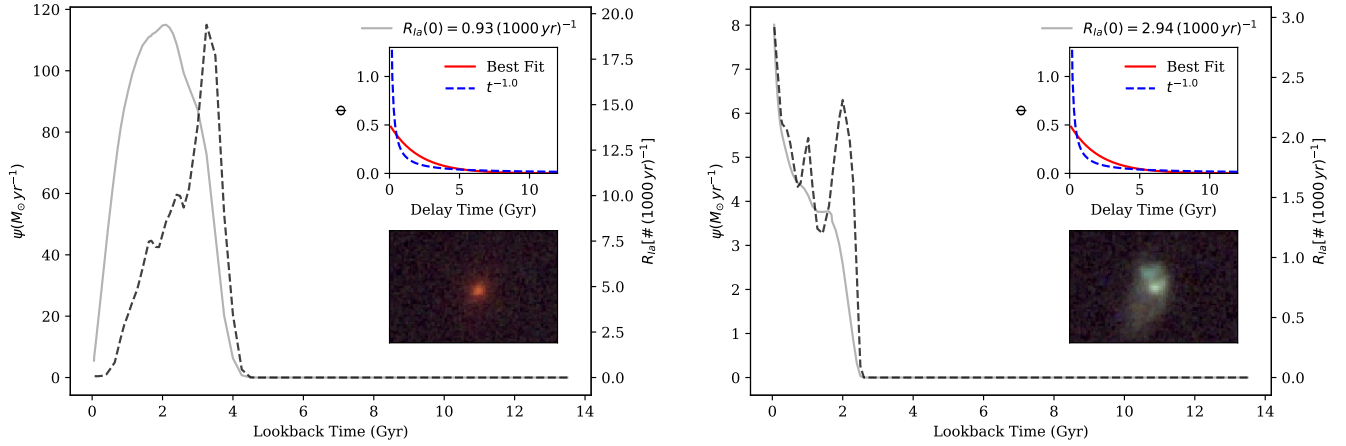 R_Ia(0) = 0.93 (1000 yr)^−1
120
100
80
60
40
20
0
ψ(M_⊙ yr^−1)
20.0
17.5
15.0
12.5
10.0
7.5
5.0
2.5
0.0
R_Ia[# (1000 yr)^−1]
Best Fit
t^−1.0
1.0
0.5
0.0
Φ
0 5 10
Delay Time (Gyr)
0 2 4 6 8 10 12 14
Lookback Time (Gyr)
R_Ia(0) = 2.94 (1000 yr)^−1
8
7
6
5
4
3
2
1
0
ψ(M_⊙ yr^−1)
3.0
2.5
2.0
1.5
1.0
0.5
0.0
R_Ia[# (1000 yr)^−1]
Best Fit
t^−1.0
1.0
0.5
0.0
Φ
0 5 10
Delay Time (Gyr)
0 2 4 6 8 10 12 14
Lookback Time (Gyr)